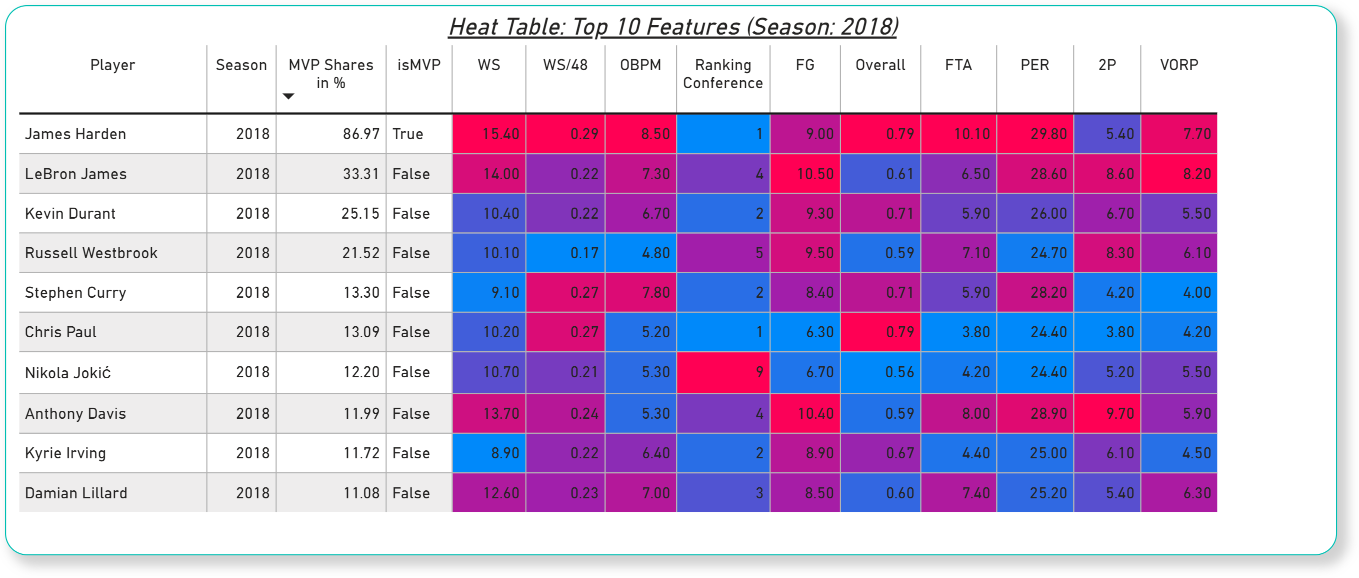 Heat Table: Top 10 Features (Season: 2018)
Player Season MVP Shares in % isMVP WS WS/48 OBPM Ranking Conference FG Overall FTA PER 2P VORP
James Harden 2018 86.97 True 15.40 0.29 8.50 1 9.00 0.79 10.10 29.80 5.40 7.70
LeBron James 2018 33.31 False 14.00 0.22 7.30 4 10.50 0.61 6.50 28.60 8.60 8.20
Kevin Durant 2018 25.15 False 10.40 0.22 6.70 2 9.30 0.71 5.90 26.00 6.70 5.50
Russell Westbrook 2018 21.52 False 10.10 0.17 4.80 5 9.50 0.59 7.10 24.70 8.30 6.10
Stephen Curry 2018 13.30 False 9.10 0.27 7.80 2 8.40 0.71 5.90 28.20 4.20 4.00
Chris Paul 2018 13.09 False 10.20 0.27 5.20 1 6.30 0.79 3.80 24.40 3.80 4.20
Nikola Jokić 2018 12.20 False 10.70 0.21 5.30 9 6.70 0.56 4.20 24.40 5.20 5.50
Anthony Davis 2018 11.99 False 13.70 0.24 5.30 4 10.40 0.59 8.00 28.90 9.70 5.90
Kyrie Irving 2018 11.72 False 8.90 0.22 6.40 2 8.90 0.67 4.40 25.00 6.10 4.50
Damian Lillard 2018 11.08 False 12.60 0.23 7.00 3 8.50 0.60 7.40 25.20 5.40 6.30